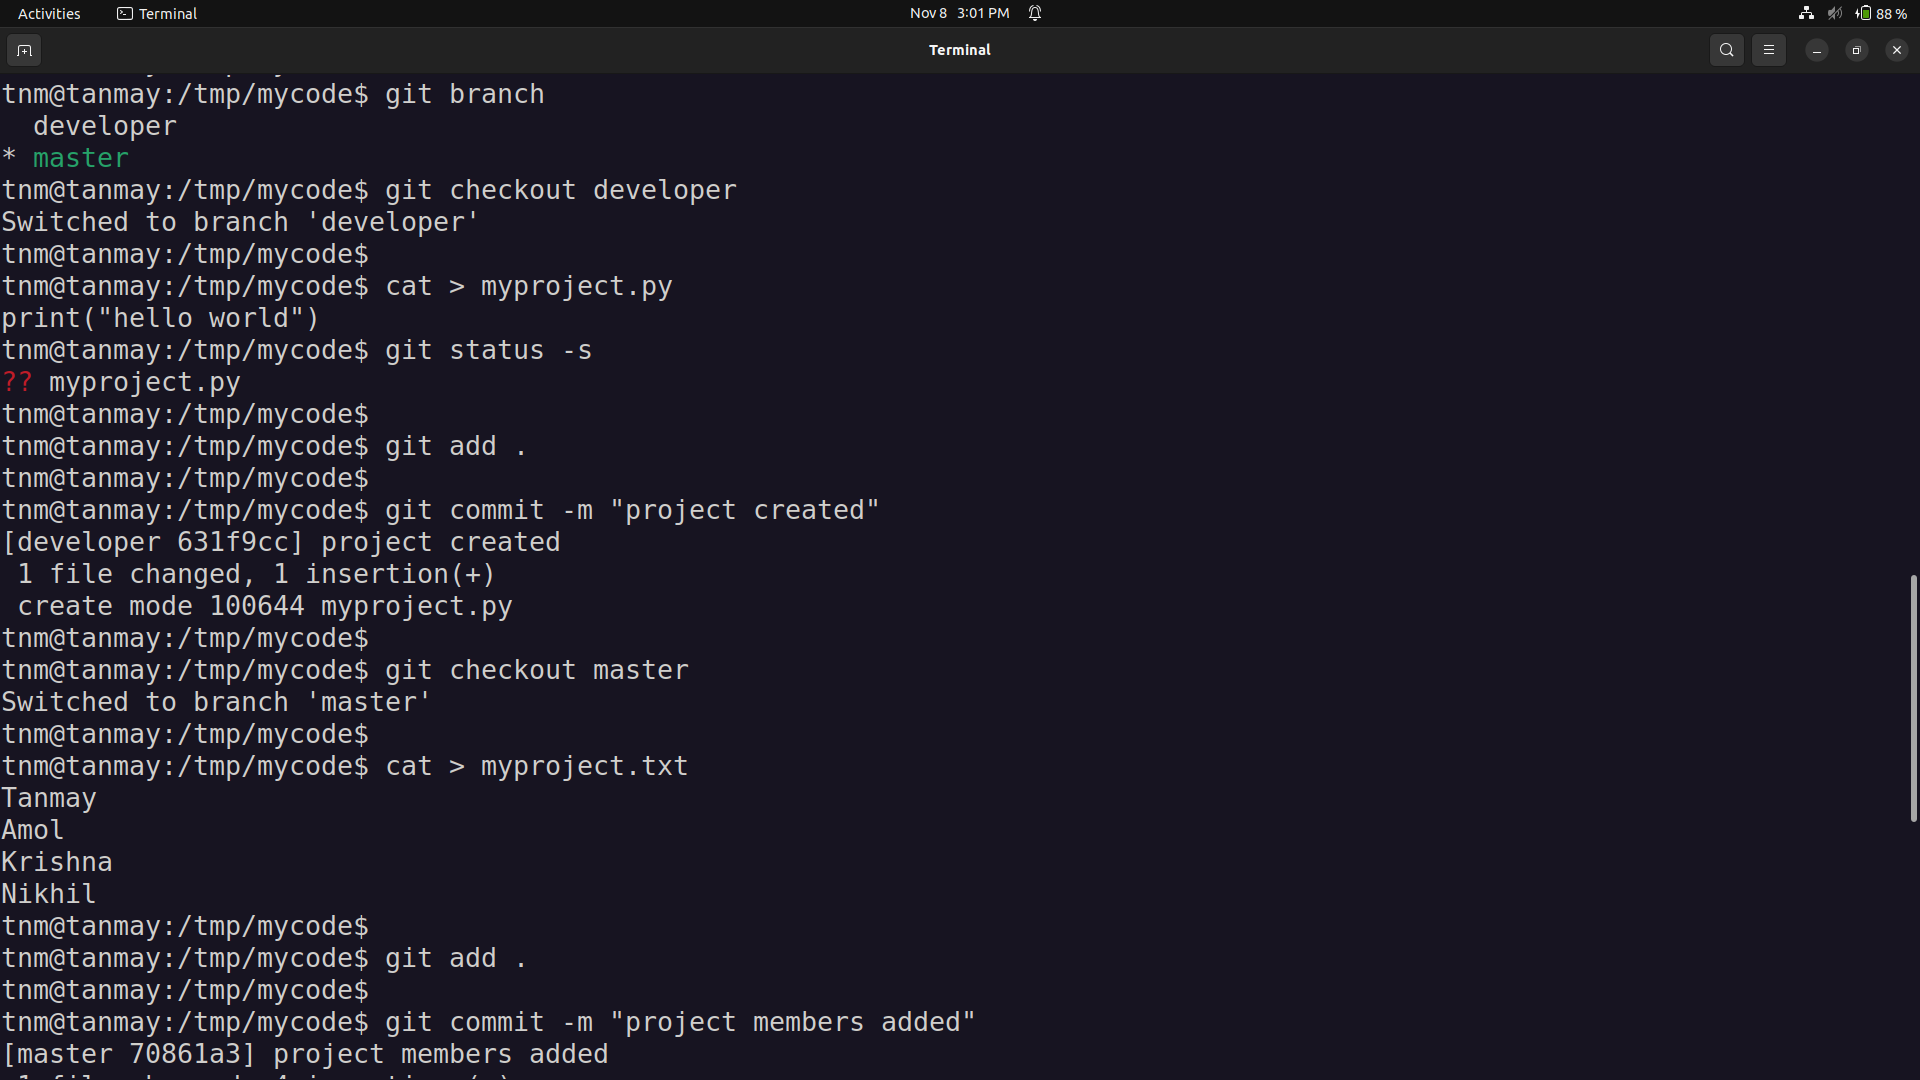 Activities Terminal Nov 8 3:01 PM 88 %
Terminal
tnm@tanmay:/tmp/mycode$ git branch
  developer
* master
tnm@tanmay:/tmp/mycode$ git checkout developer
Switched to branch 'developer'
tnm@tanmay:/tmp/mycode$
tnm@tanmay:/tmp/mycode$ cat > myproject.py
print("hello world")
tnm@tanmay:/tmp/mycode$ git status -s
?? myproject.py
tnm@tanmay:/tmp/mycode$
tnm@tanmay:/tmp/mycode$ git add .
tnm@tanmay:/tmp/mycode$
tnm@tanmay:/tmp/mycode$ git commit -m "project created"
[developer 631f9cc] project created
 1 file changed, 1 insertion(+)
 create mode 100644 myproject.py
tnm@tanmay:/tmp/mycode$
tnm@tanmay:/tmp/mycode$ git checkout master
Switched to branch 'master'
tnm@tanmay:/tmp/mycode$
tnm@tanmay:/tmp/mycode$ cat > myproject.txt
Tanmay
Amol
Krishna
Nikhil
tnm@tanmay:/tmp/mycode$
tnm@tanmay:/tmp/mycode$ git add .
tnm@tanmay:/tmp/mycode$
tnm@tanmay:/tmp/mycode$ git commit -m "project members added"
[master 70861a3] project members added